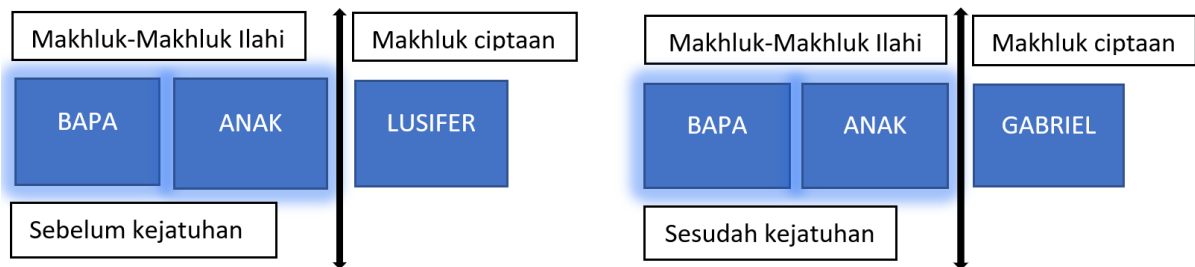 Makhluk-Makhluk Ilahi
Makhluk ciptaan
BAPA
ANAK
LUSIFER
Sebelum kejatuhan
Makhluk-Makhluk Ilahi
Makhluk ciptaan
BAPA
ANAK
GABRIEL
Sesudah kejatuhan